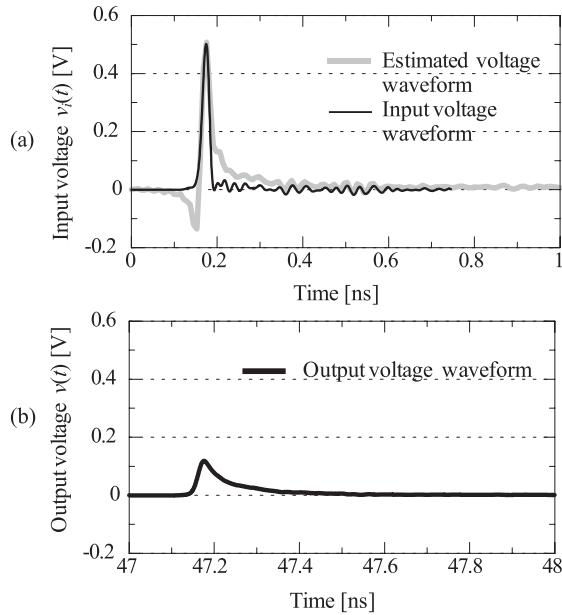 (a)
Input voltage vi(t) [V]
0.6
0.4
0.2
0
-0.2
Estimated voltage
waveform
Input voltage
waveform
0
0.2
0.4
0.6
0.8
1
Time [ns]
(b)
Output voltage v(t) [V]
0.6
0.4
0.2
0
-0.2
Output voltage waveform
47
47.2
47.4
47.6
47.8
48
Time [ns]